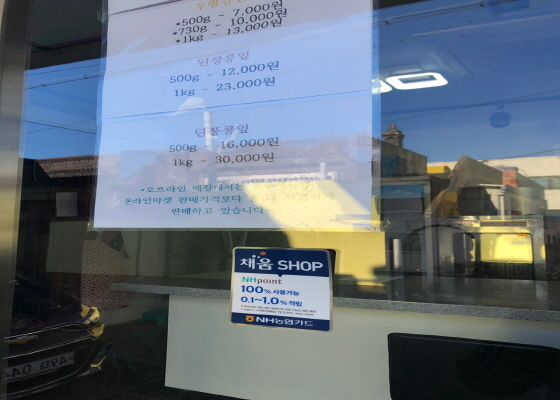 *500g - 7,000원
*730g - 10,000원
*1kg - 13,000원
된장콩잎
500g - 12,000원
1kg - 23,000원
단풍콩잎
500g - 16,000원
1kg - 30,000원
*오프라인 매장에서는
온라인마켓 판매가격보다
판매하고 있습니다
채움 SHOP
NHpoint
100% 사용가능
0.1~1.0% 적립
NH농협카드